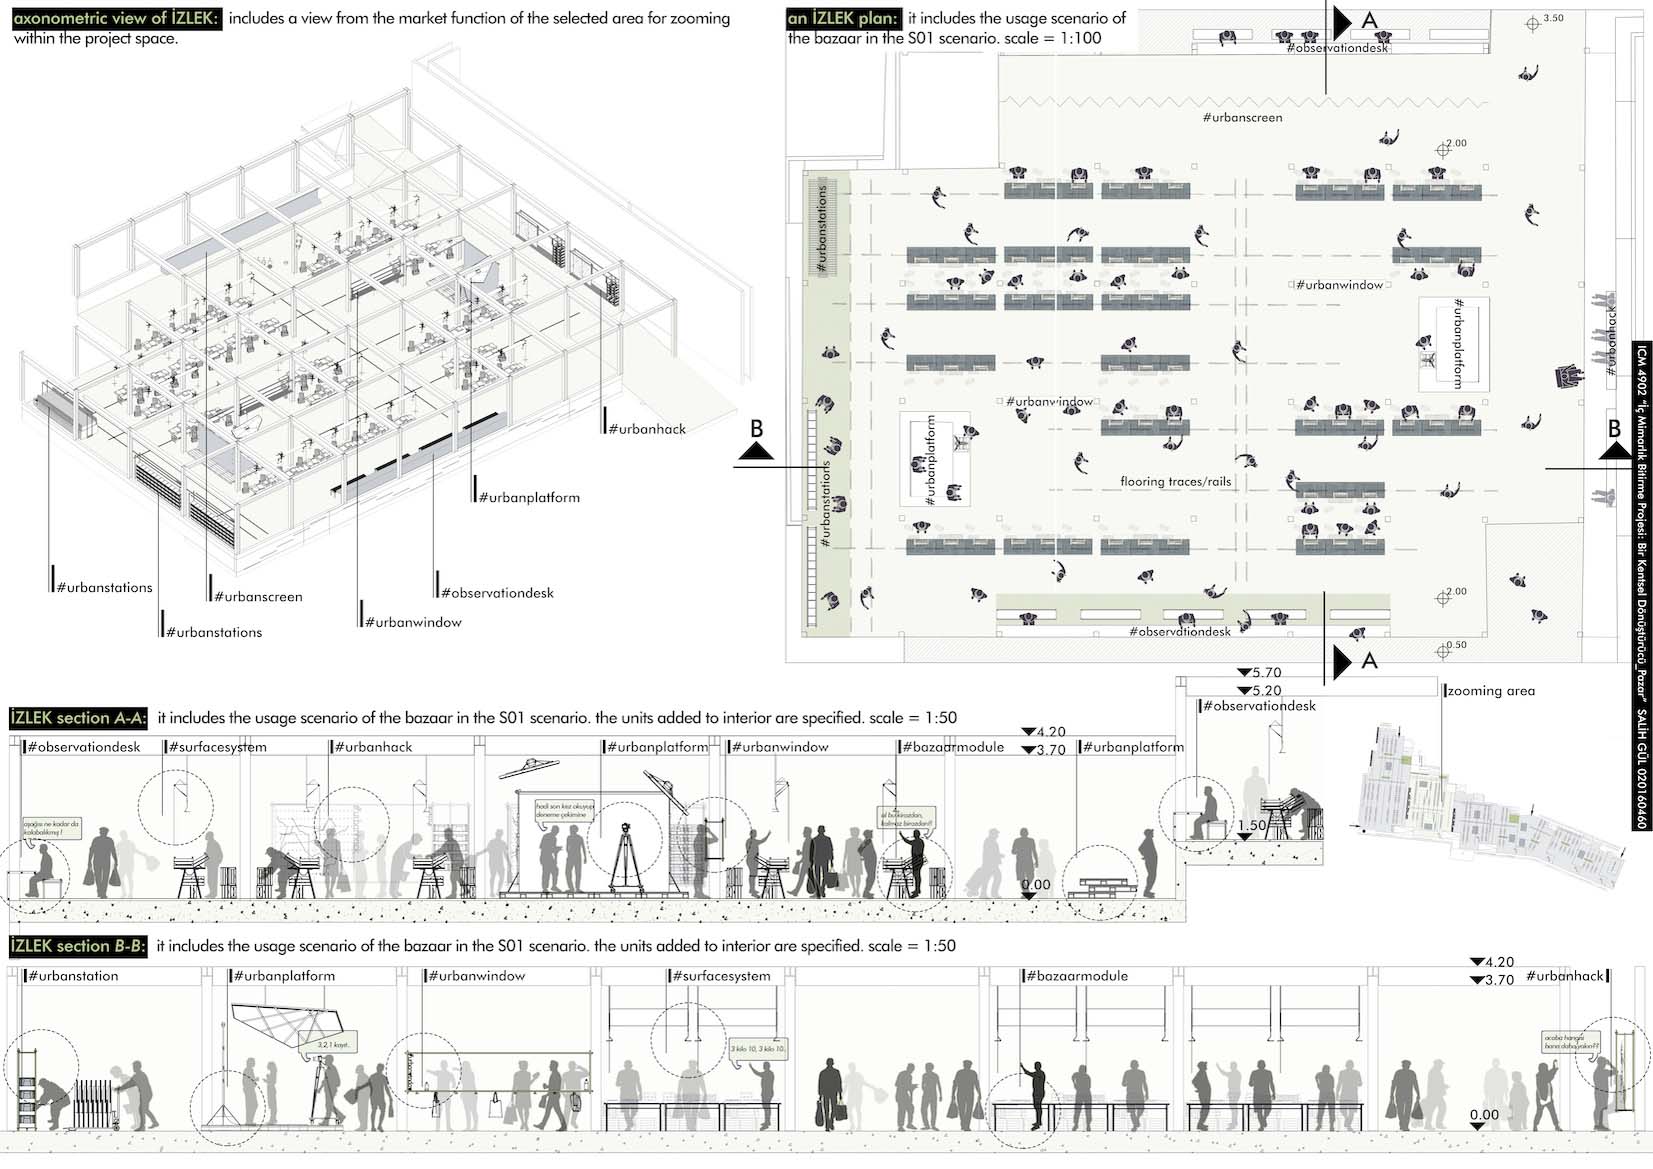 axonometric view of İZLEK: includes a view from the market function of the selected area for zooming
within the project space.
#urbanhack
#urbanplatform
#urbanstations
#urbanscreen
#observationdesk
#urbanwindow
#urbanstations
an İZLEK plan: it includes the usage scenario of
the bazaar in the S01 scenario. scale = 1:100
A
3.50
#observationdesk
#urbanscreen
2.00
#urbanstations
#urbanwindow
#urbanplatform
#urbanhack
#urbanwindow
B
B
#urbanplatform
#urbanstations
flooring traces/rails
2.00
#observationdesk
0.50
A
ICM 4902 "İç Mimarlık Bitirme Projesi: Bir Kentsel Dönüştürücü_Pazar" SALİH GÜL 020160460
İZLEK section A-A: it includes the usage scenario of the bazaar in the S01 scenario. the units added to interior are specified. scale = 1:50
5.70
5.20
#observationdesk
zooming area
4.20
3.70
#observationdesk
#surfacesystem
#urbanhack
#urbanplatform
#urbanwindow
#bazaarmodule
#urbanplatform
aşağısı ne kadar da
kalabalıkmış !
hadi son kez okuyup
deneme çekimine
al bu kirazdan,
kalmaz birazdan!!
1.50
0.00
İZLEK section B-B: it includes the usage scenario of the bazaar in the S01 scenario. the units added to interior are specified. scale = 1:50
4.20
3.70
#urbanstation
#urbanplatform
#urbanwindow
#surfacesystem
#bazaarmodule
#urbanhack
3,2,1 kayıt.
3 kilo 10, 3 kilo 10.
acaba hangisi
bana daha yakın??
0.00